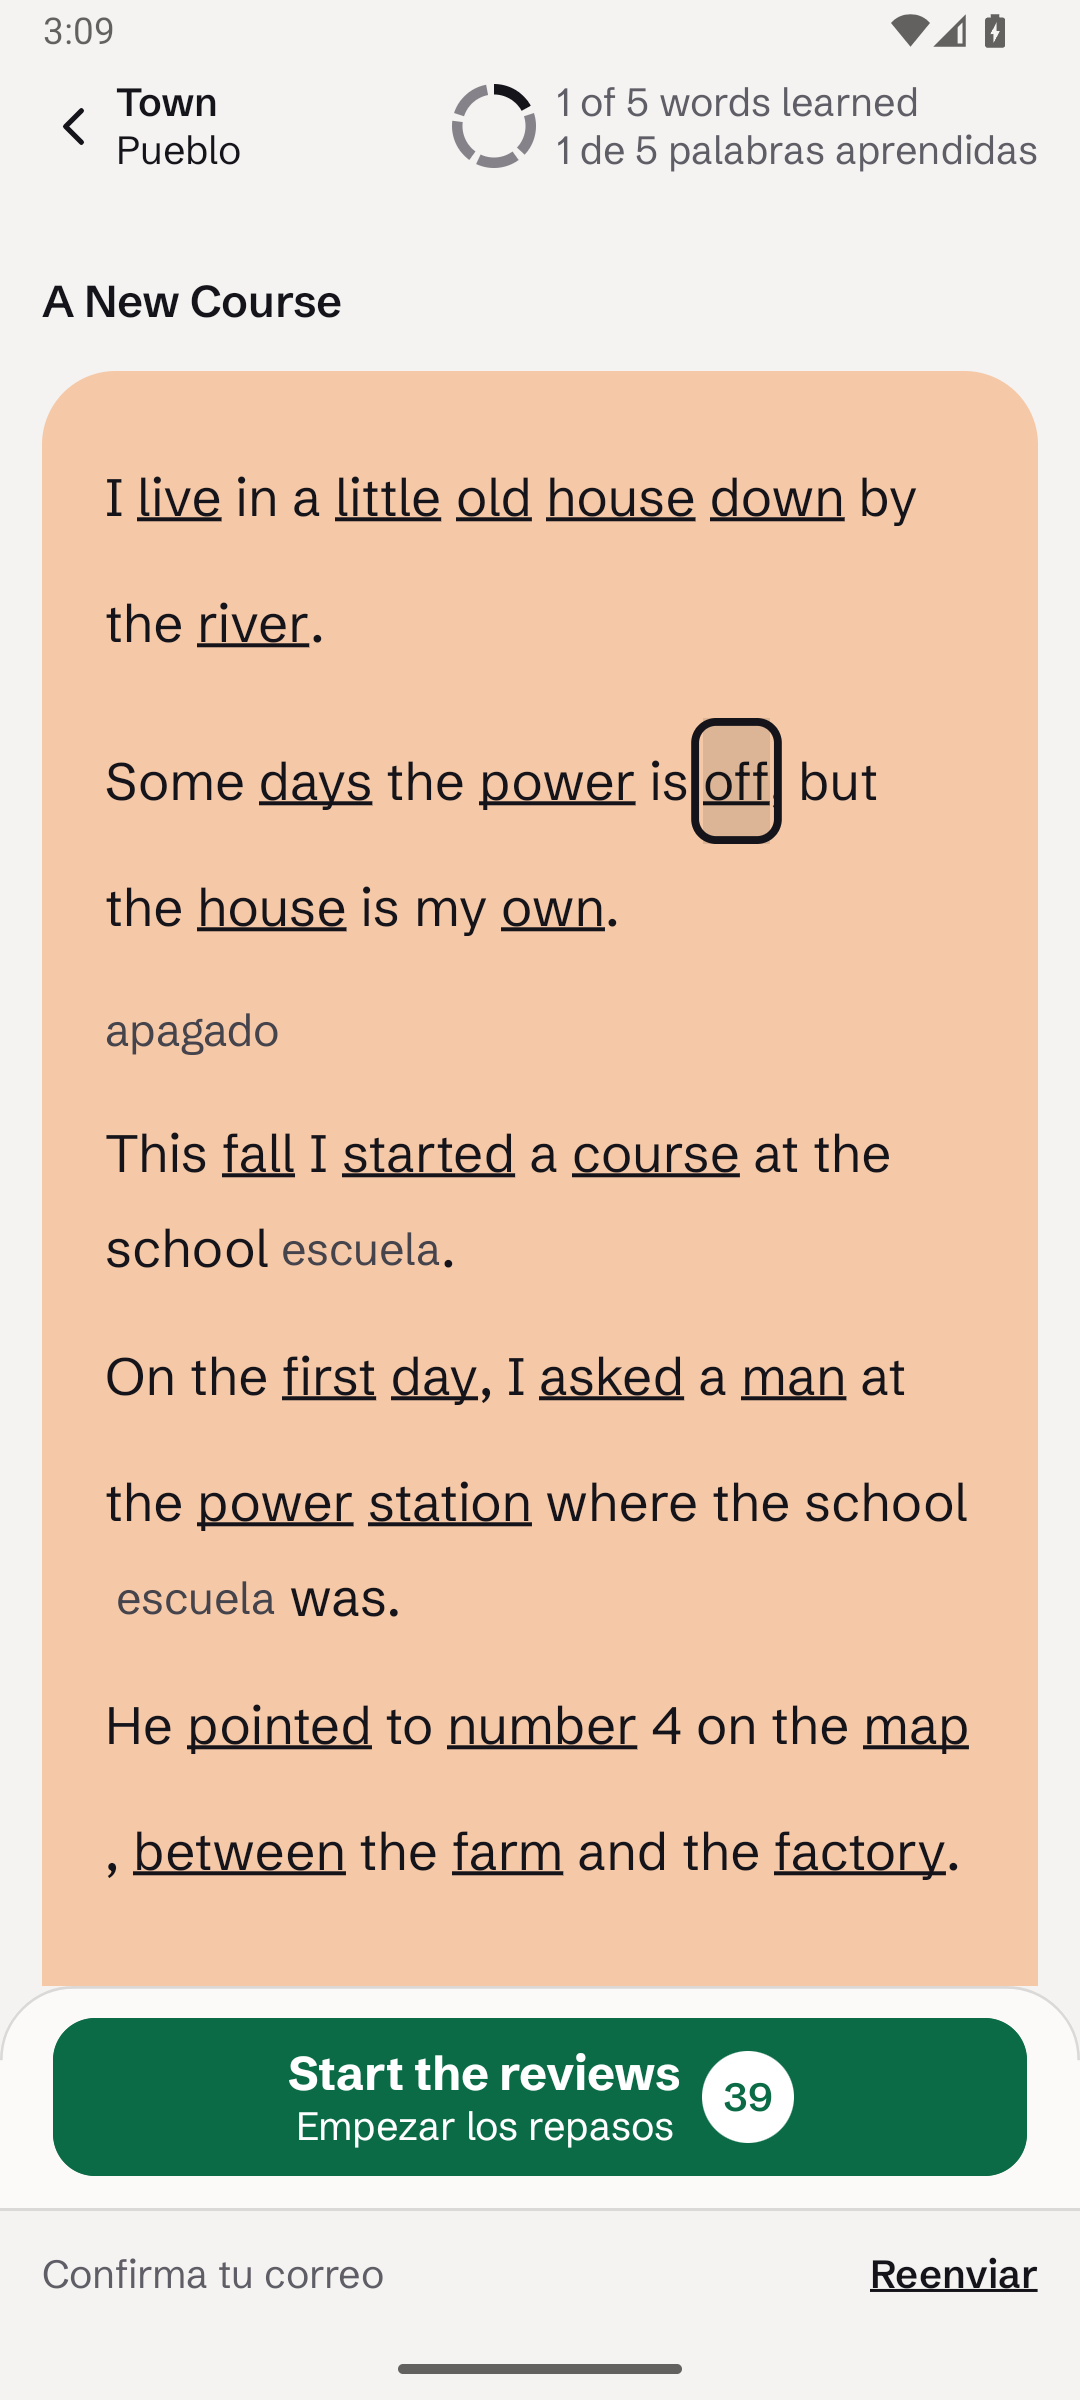 3:09
Town
Pueblo
1 of 5 words learned
1 de 5 palabras aprendidas
A New Course
I live in a little old house down by
the river.
Some days the power is off, but
the house is my own.
apagado
This fall I started a course at the
school escuela.
On the first day, I asked a man at
the power station where the school
escuela was.
He pointed to number 4 on the map
, between the farm and the factory.
Start the reviews
Empezar los repasos
39
Confirma tu correo
Reenviar